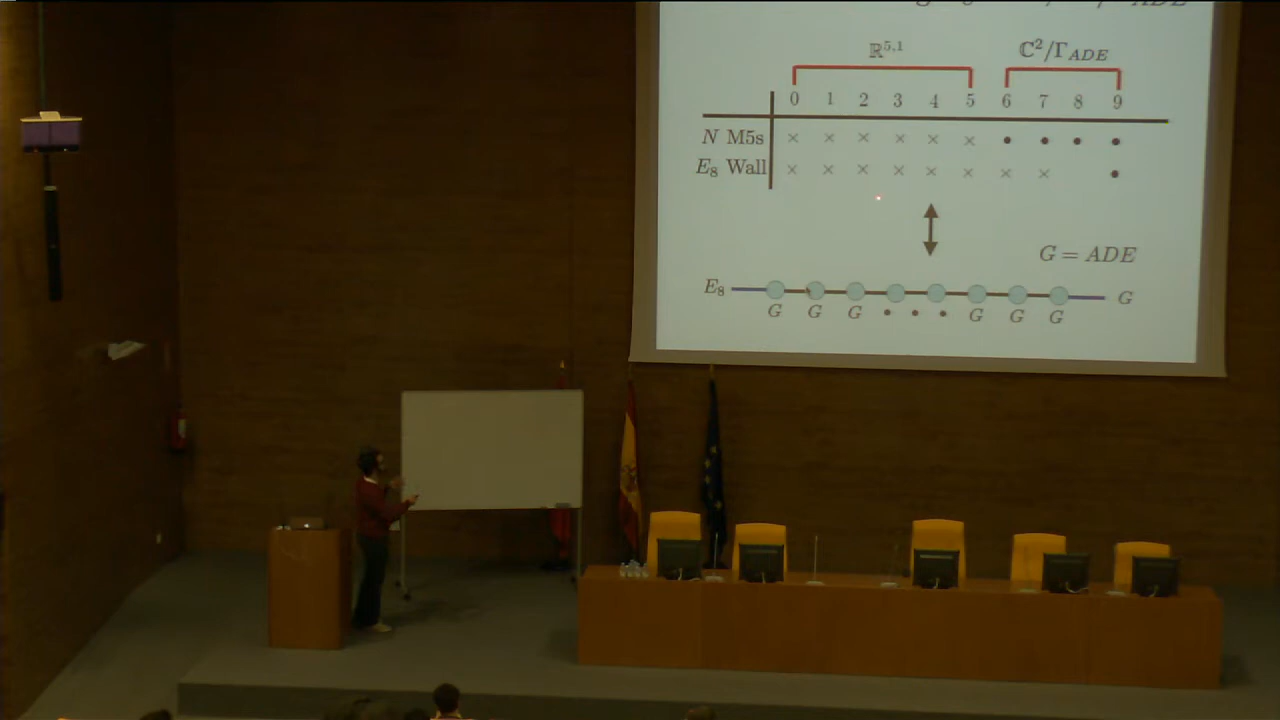 ℝ^{5,1} ℂ²/Γ_{ADE}
0 1 2 3 4 5 6 7 8 9
N M5s × × × × × × • • • •
E₈ Wall × × × × × × × × •
G = ADE
E₈ G
G G G • • • G G G